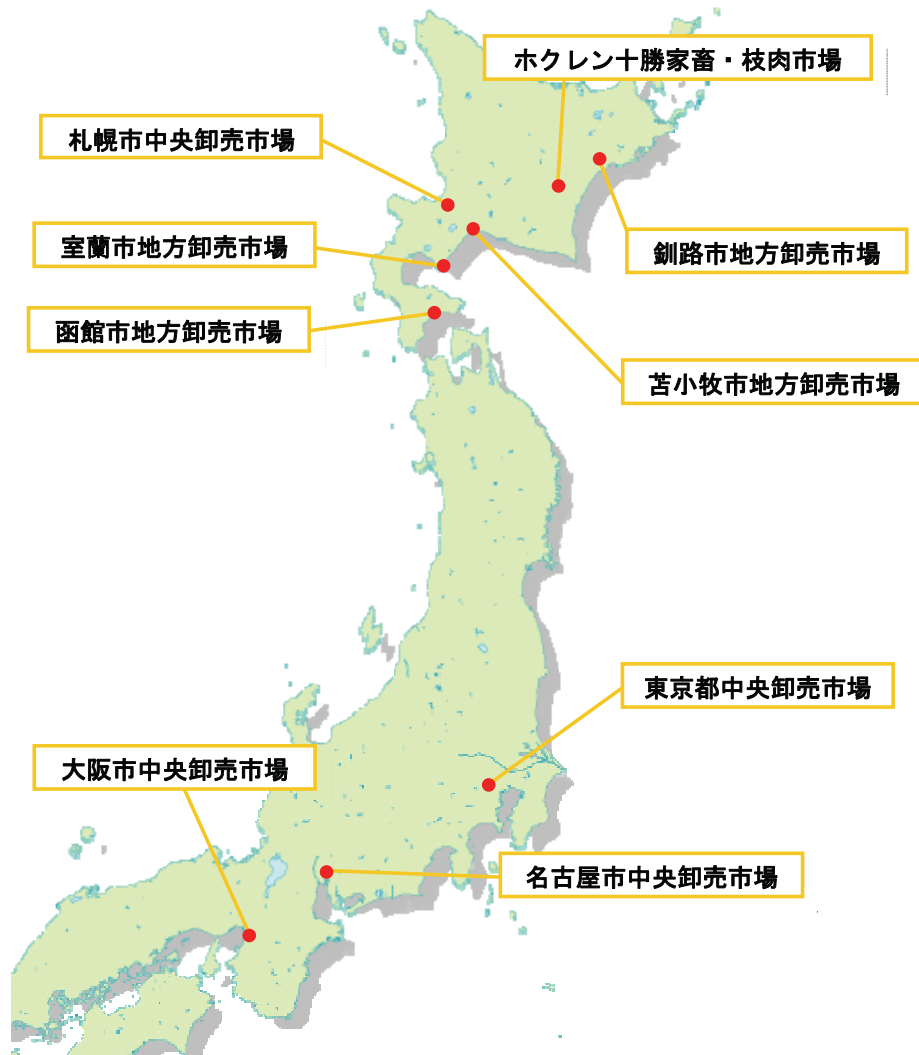 ホクレン十勝家畜・枝肉市場
札幌市中央卸売市場
室蘭市地方卸売市場
釧路市地方卸売市場
函館市地方卸売市場
苫小牧市地方卸売市場
東京都中央卸売市場
大阪市中央卸売市場
名古屋市中央卸売市場